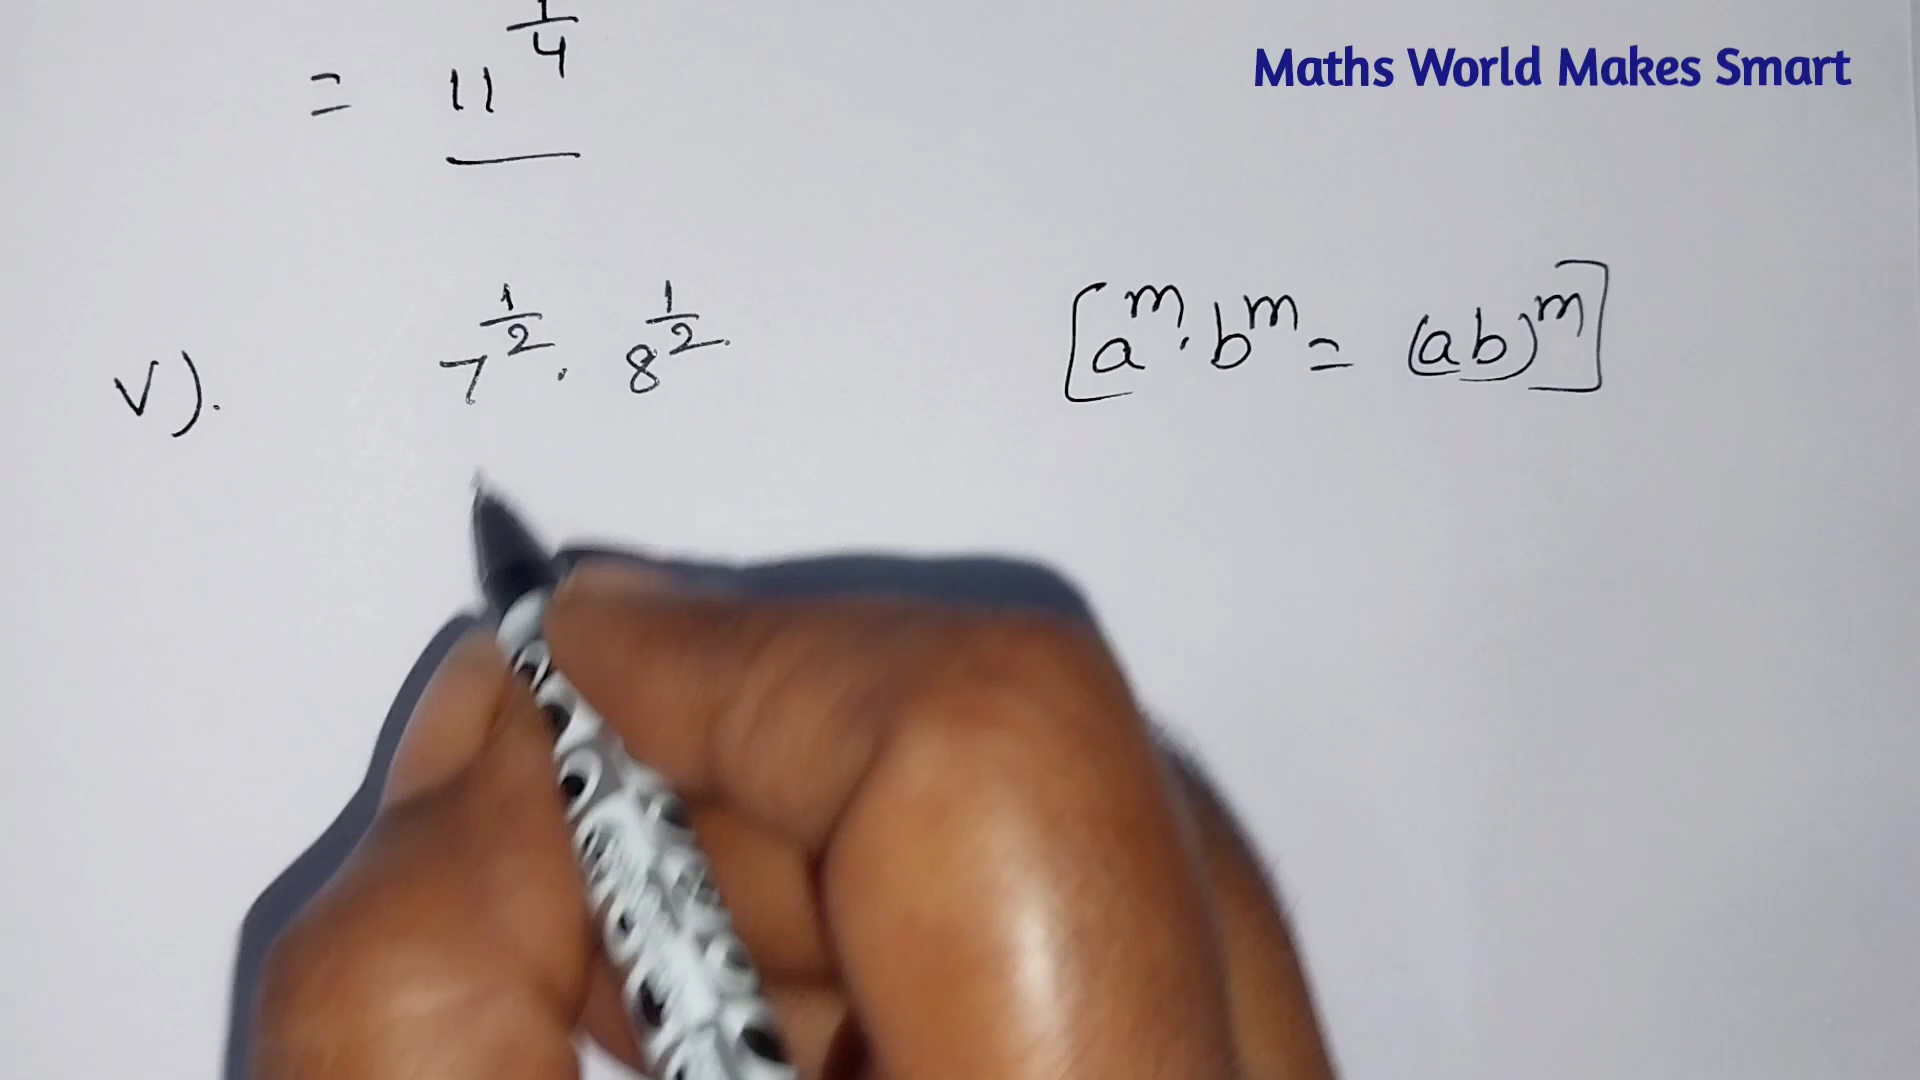 Maths World Makes Smart
= 11^(1/4)
v). 7^(1/2) . 8^(1/2). [a^m . b^m = (ab)^m]